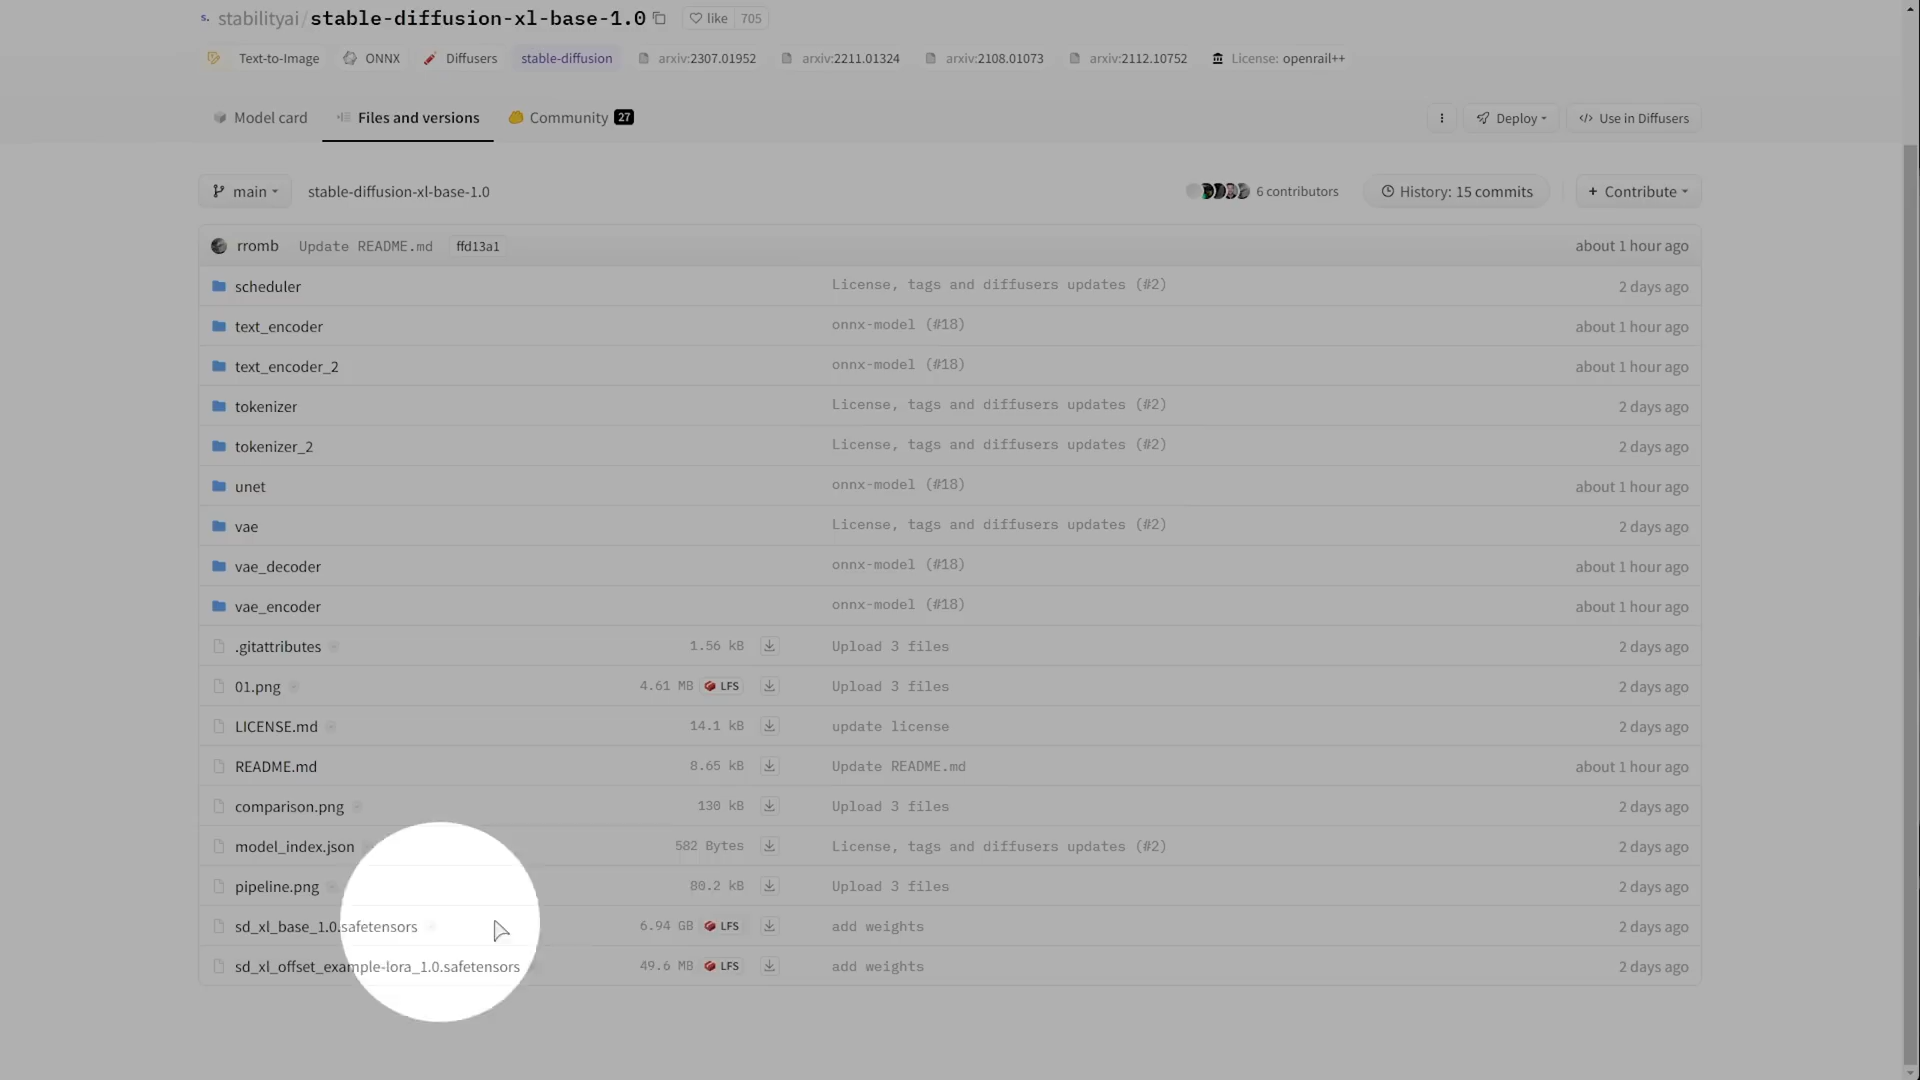 stabilityai/stable-diffusion-xl-base-1.0 like 705
Text-to-Image ONNX Diffusers stable-diffusion arxiv:2307.01952 arxiv:2211.01324 arxiv:2108.01073 arxiv:2112.10752 License: openrail++
Model card Files and versions Community 27 Deploy Use in Diffusers
main stable-diffusion-xl-base-1.0 6 contributors History: 15 commits + Contribute
rromb Update README.md ffd13a1 about 1 hour ago
scheduler License, tags and diffusers updates (#2) 2 days ago
text_encoder onnx-model (#18) about 1 hour ago
text_encoder_2 onnx-model (#18) about 1 hour ago
tokenizer License, tags and diffusers updates (#2) 2 days ago
tokenizer_2 License, tags and diffusers updates (#2) 2 days ago
unet onnx-model (#18) about 1 hour ago
vae License, tags and diffusers updates (#2) 2 days ago
vae_decoder onnx-model (#18) about 1 hour ago
vae_encoder onnx-model (#18) about 1 hour ago
.gitattributes 1.56 kB Upload 3 files 2 days ago
01.png 4.61 MB LFS Upload 3 files 2 days ago
LICENSE.md 14.1 kB update license 2 days ago
README.md 8.65 kB Update README.md about 1 hour ago
comparison.png 130 kB Upload 3 files 2 days ago
model_index.json 582 Bytes License, tags and diffusers updates (#2) 2 days ago
pipeline.png 80.2 kB Upload 3 files 2 days ago
sd_xl_base_1.0.safetensors 6.94 GB LFS add weights 2 days ago
sd_xl_offset_example-lora_1.0.safetensors 49.6 MB LFS add weights 2 days ago